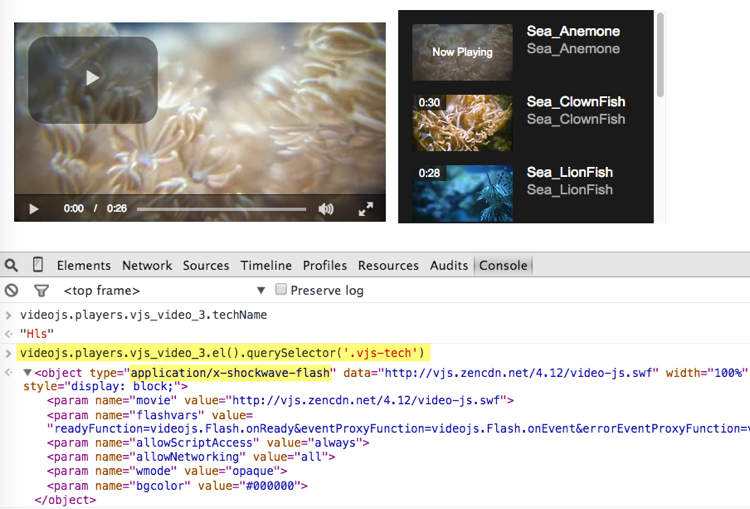 Now Playing
Sea_Anemone
Sea_Anemone
0:30
Sea_ClownFish
Sea_ClownFish
0:28
Sea_LionFish
Sea_LionFish
0:00 / 0:26
Elements Network Sources Timeline Profiles Resources Audits Console
<top frame> Preserve log
videojs.players.vjs_video_3.techName
"Hls"
videojs.players.vjs_video_3.el().querySelector('.vjs-tech')
<object type="application/x-shockwave-flash" data="http://vjs.zencdn.net/4.12/video-js.swf" width="100%"
style="display: block;">
<param name="movie" value="http://vjs.zencdn.net/4.12/video-js.swf">
<param name="flashvars" value=
"readyFunction=videojs.Flash.onReady&eventProxyFunction=videojs.Flash.onEvent&errorEventProxyFunction=v
<param name="allowScriptAccess" value="always">
<param name="allowNetworking" value="all">
<param name="wmode" value="opaque">
<param name="bgcolor" value="#000000">
</object>